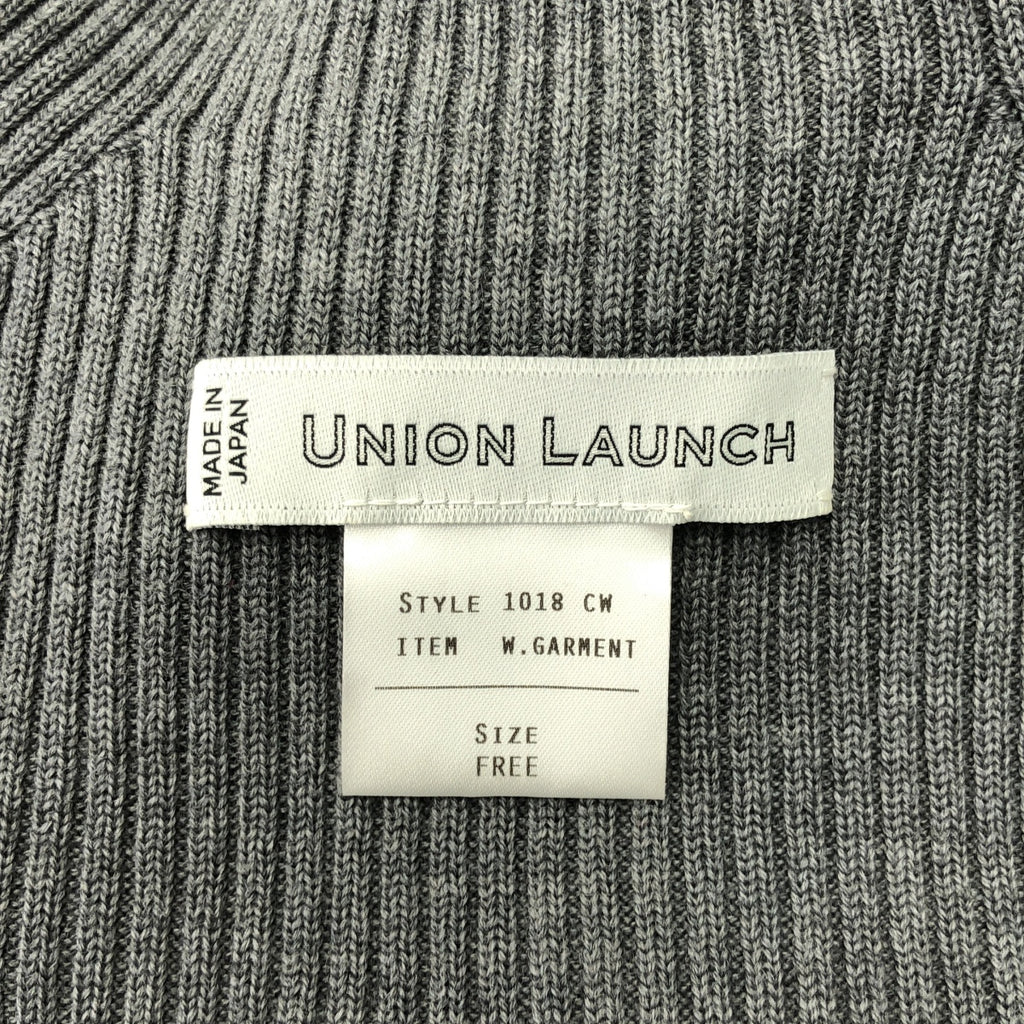 MADE IN
JAPAN
UNION LAUNCH
STYLE 1018 CW
ITEM W.GARMENT
SIZE
FREE